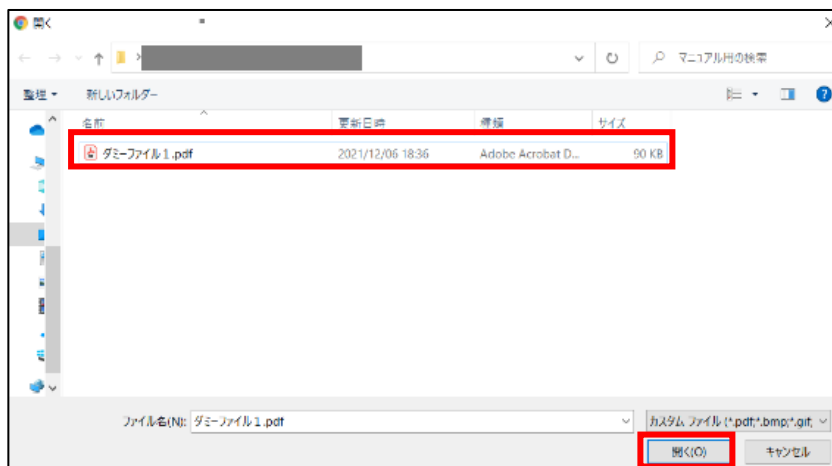 開く
マニュアル用の検索
整理 新しいフォルダー
名前 更新日時 種類 サイズ
ダミーファイル1.pdf 2021/12/06 18:36 Adobe Acrobat D... 90 KB
ファイル名(N): ダミーファイル1.pdf カスタム ファイル (*.pdf;*.bmp;*.gif;
開く(O) キャンセル